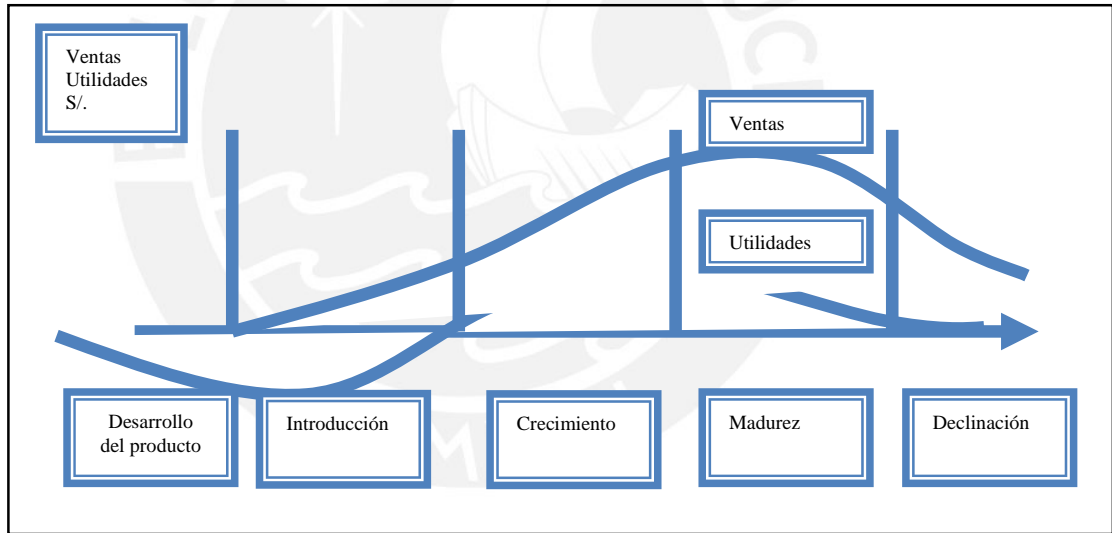 Ventas
Utilidades
S/.
Ventas
Utilidades
Desarrollo
del producto
Introducción
Crecimiento
Madurez
Declinación